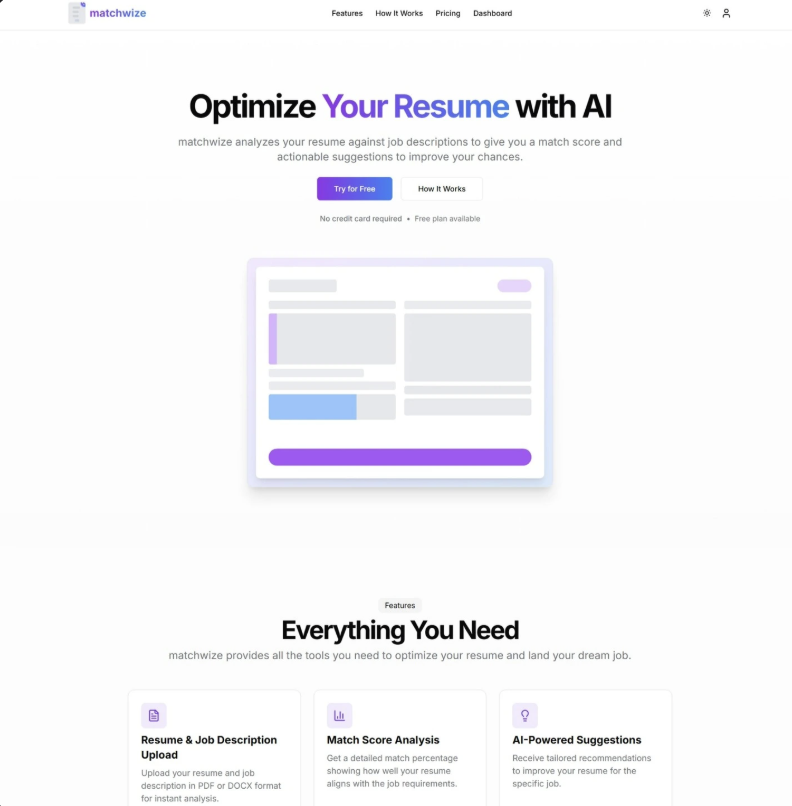 matchwize
Features
How It Works
Pricing
Dashboard
Optimize Your Resume with AI
matchwize analyzes your resume against job descriptions to give you a match score and
actionable suggestions to improve your chances.
Try for Free
How It Works
No credit card required • Free plan available
Features
Everything You Need
matchwize provides all the tools you need to optimize your resume and land your dream job.
Resume & Job Description
Upload
Upload your resume and job
description in PDF or DOCX format
for instant analysis.
Match Score Analysis
Get a detailed match percentage
showing how well your resume
aligns with the job requirements.
AI-Powered Suggestions
Receive tailored recommendations
to improve your resume for the
specific job.